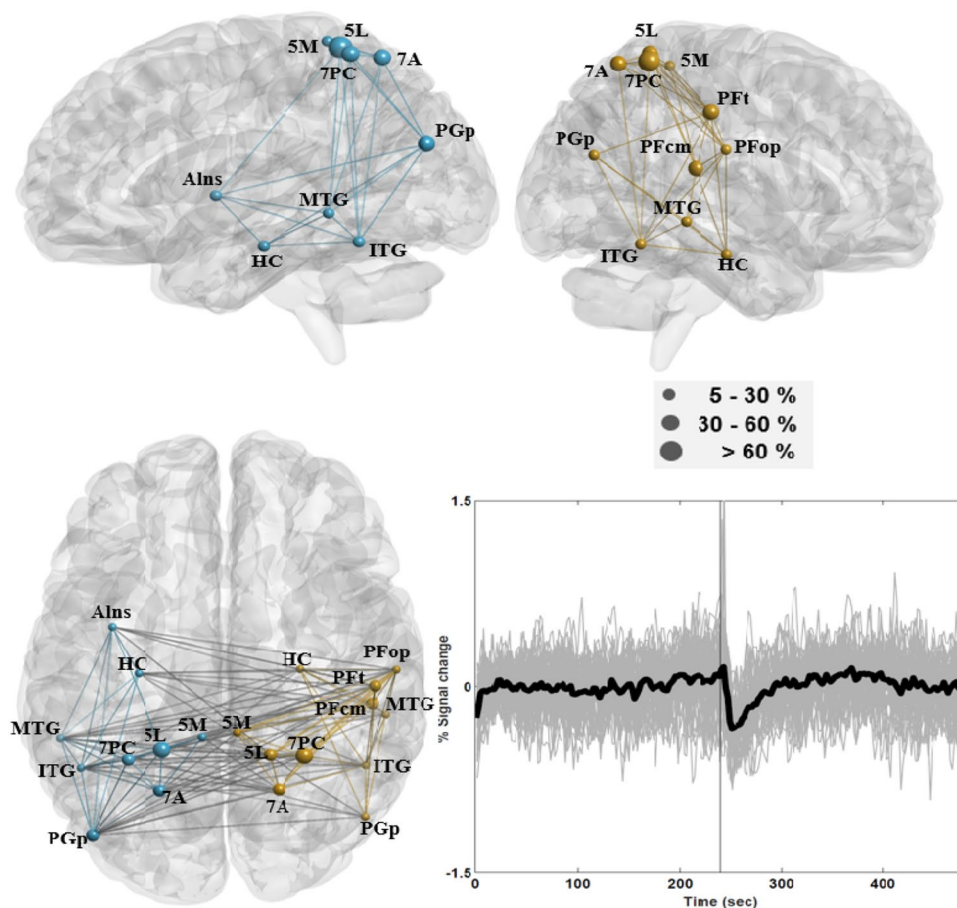 5L
5M
7PC
7A
PGp
AIns
MTG
HC
ITG
5L
5M
7A
7PC
PFt
PGp
PFcm
PFop
MTG
ITG
HC
5 - 30 %
30 - 60 %
> 60 %
AIns
HC
HC
PFop
PFt
PFcm
MTG
MTG
5M
5M
5L
7PC
5L
7PC
ITG
ITG
7A
7A
PGp
PGp
1.5
0
-1.5
% Signal change
0 100 200 300 400
Time (sec)